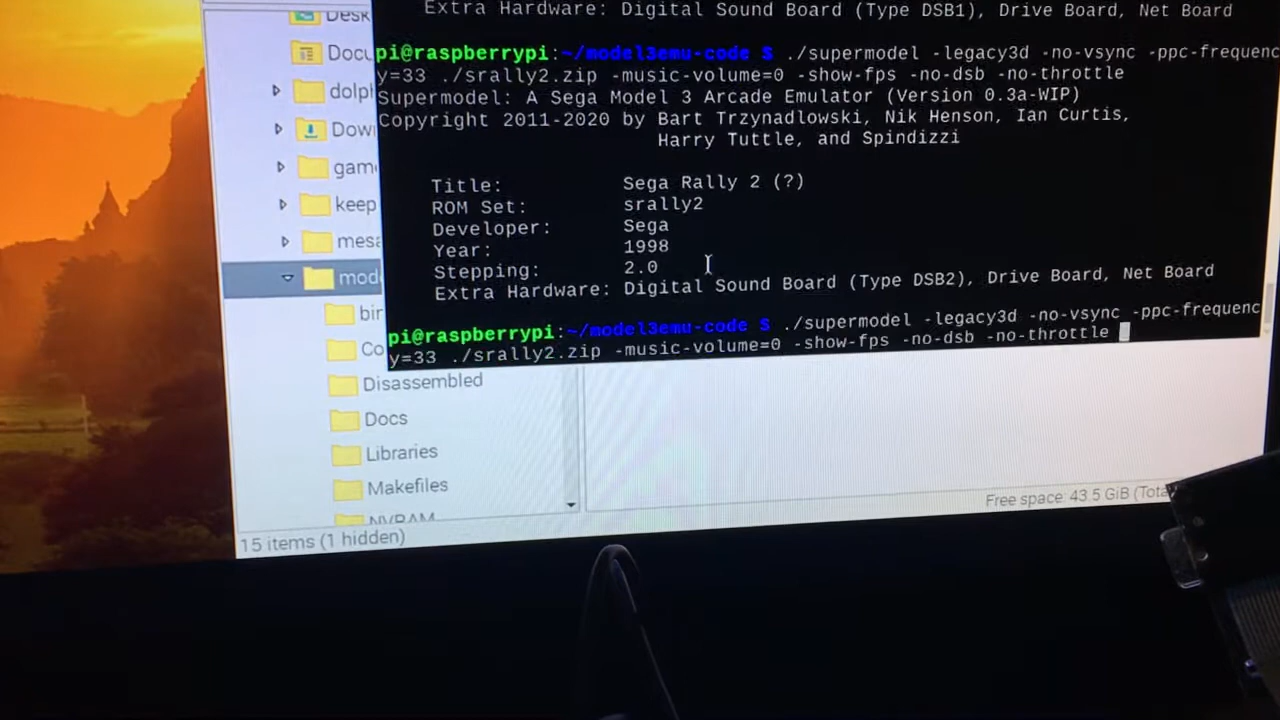 Extra Hardware: Digital Sound Board (Type DSB1), Drive Board, Net Board
pi@raspberrypi:~/model3emu-code $ ./supermodel -legacy3d -no-vsync -ppc-frequenc
y=33 ./srally2.zip -music-volume=0 -show-fps -no-dsb -no-throttle
Supermodel: A Sega Model 3 Arcade Emulator (Version 0.3a-WIP)
Copyright 2011-2020 by Bart Trzynadlowski, Nik Henson, Ian Curtis,
Harry Tuttle, and Spindizzi
Title: Sega Rally 2 (?)
ROM Set: srally2
Developer: Sega
Year: 1998
Stepping: 2.0
Extra Hardware: Digital Sound Board (Type DSB2), Drive Board, Net Board
pi@raspberrypi:~/model3emu-code $ ./supermodel -legacy3d -no-vsync -ppc-frequenc
y=33 ./srally2.zip -music-volume=0 -show-fps -no-dsb -no-throttle
Desk
Docu
dolph
Dow
gam
keep
mesa
mod
bin
Co
Disassembled
Docs
Libraries
Makefiles
NVRAM
15 items (1 hidden)
Free space: 43.5 GiB (Tota